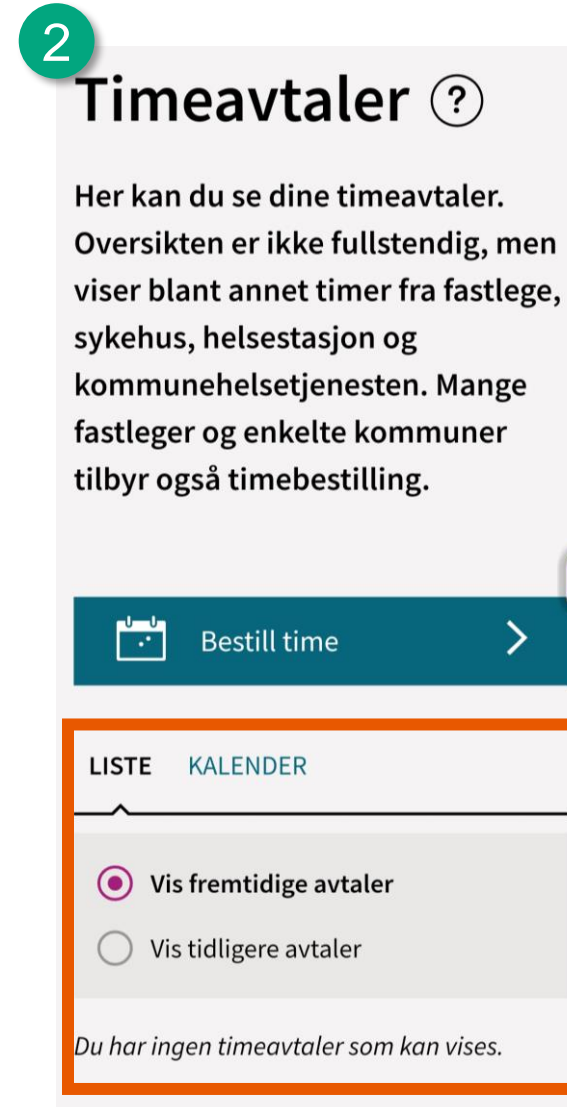 2
Timeavtaler ?
Her kan du se dine timeavtaler.
Oversikten er ikke fullstendig, men
viser blant annet timer fra fastlege,
sykehus, helsestasjon og
kommunehelsetjenesten. Mange
fastleger og enkelte kommuner
tilbyr også timebestilling.
Bestill time
LISTE KALENDER
Vis fremtidige avtaler
Vis tidligere avtaler
Du har ingen timeavtaler som kan vises.